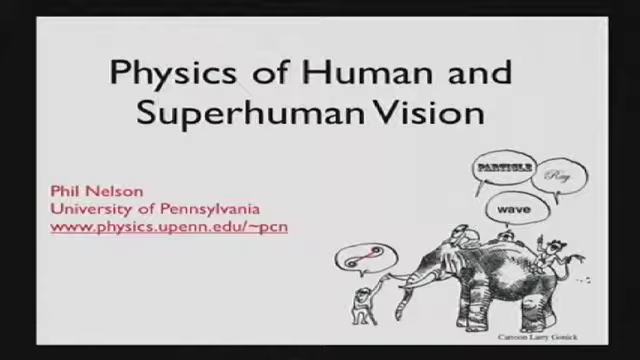 Physics of Human and
Superhuman Vision
Phil Nelson
University of Pennsylvania
www.physics.upenn.edu/~pcn
PARTICLE
Ray
wave
Cartoon Larry Gonick